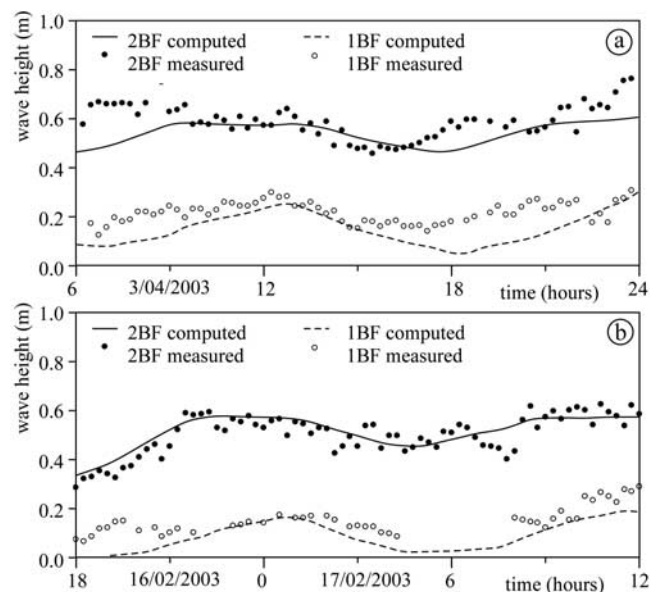 wave height (m)
1.0
0.8
0.6
0.4
0.2
0.0
2BF computed
2BF measured
1BF computed
1BF measured
a
6
3/04/2003
12
18
time (hours)
24
wave height (m)
1.0
0.8
0.6
0.4
0.2
0.0
2BF computed
2BF measured
1BF computed
1BF measured
b
18
16/02/2003
0
17/02/2003
6
time (hours)
12